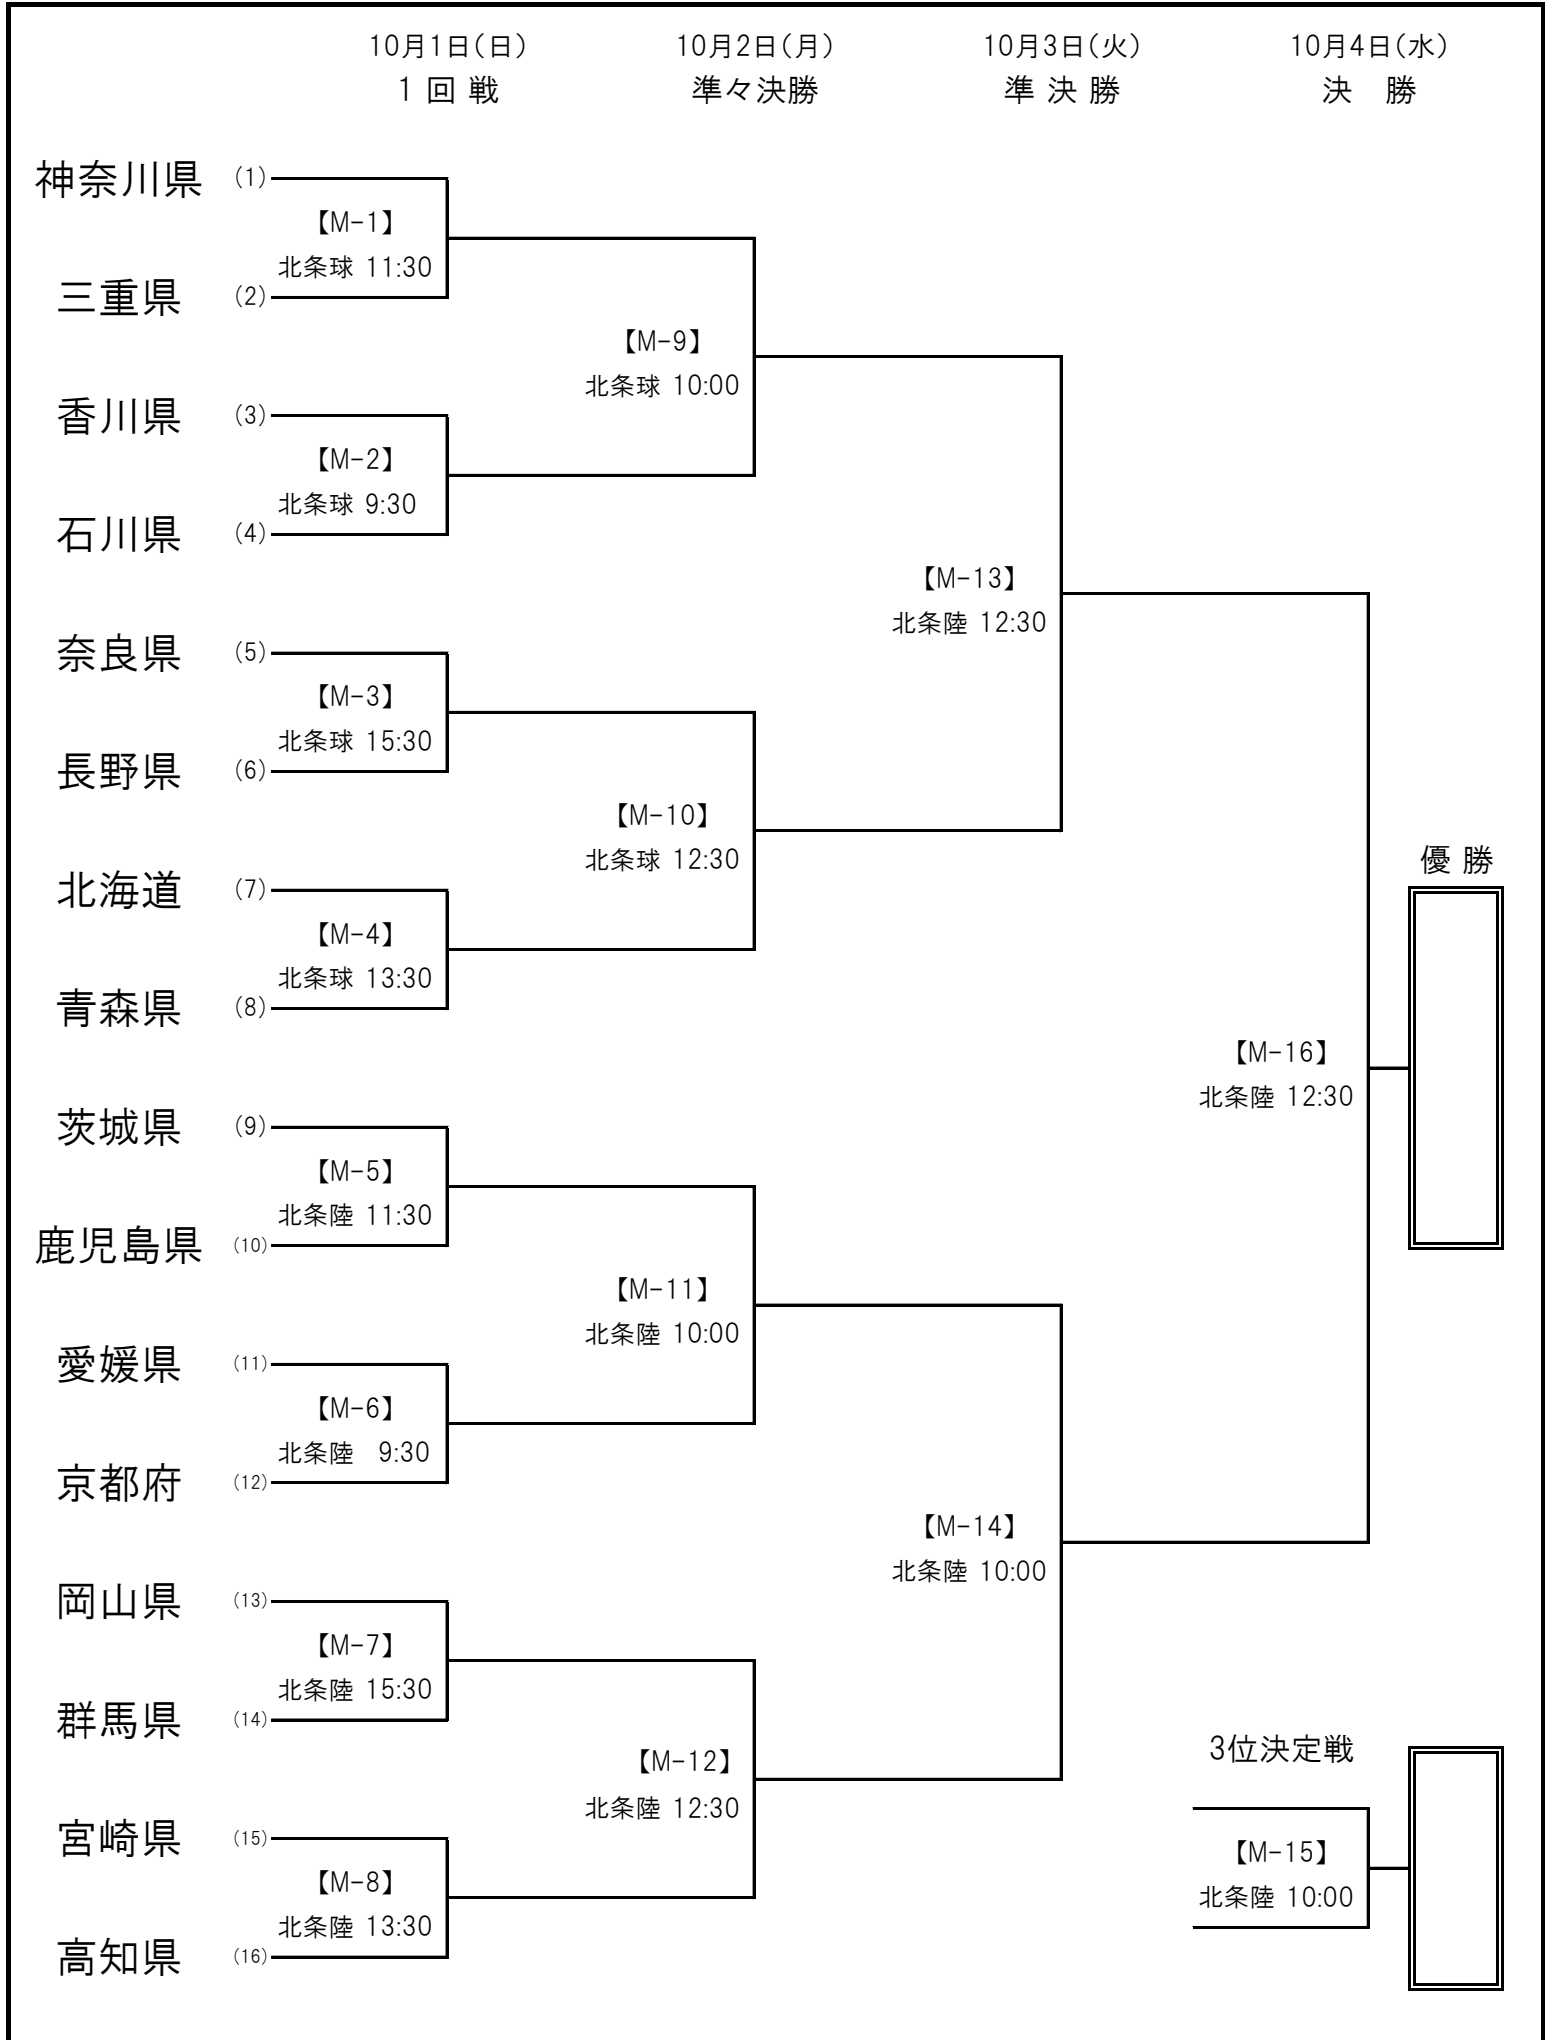 10月1日(日) 10月2日(月) 10月3日(火) 10月4日(水)
1 回 戦 準々決勝 準 決 勝 決 勝
神奈川県 (1)
【M-1】
北条球 11:30
三重県 (2)
【M-9】
北条球 10:00
香川県 (3)
【M-2】
北条球 9:30
石川県 (4)
【M-13】
北条陸 12:30
奈良県 (5)
【M-3】
北条球 15:30
長野県 (6)
【M-10】
北条球 12:30
優 勝
北海道 (7)
【M-4】
北条球 13:30
青森県 (8)
【M-16】
北条陸 12:30
茨城県 (9)
【M-5】
北条陸 11:30
鹿児島県 (10)
【M-11】
北条陸 10:00
愛媛県 (11)
【M-6】
北条陸 9:30
京都府 (12)
【M-14】
北条陸 10:00
岡山県 (13)
【M-7】
北条陸 15:30
群馬県 (14)
3位決定戦
【M-12】
北条陸 12:30
宮崎県 (15)
【M-15】
北条陸 10:00
【M-8】
北条陸 13:30
高知県 (16)